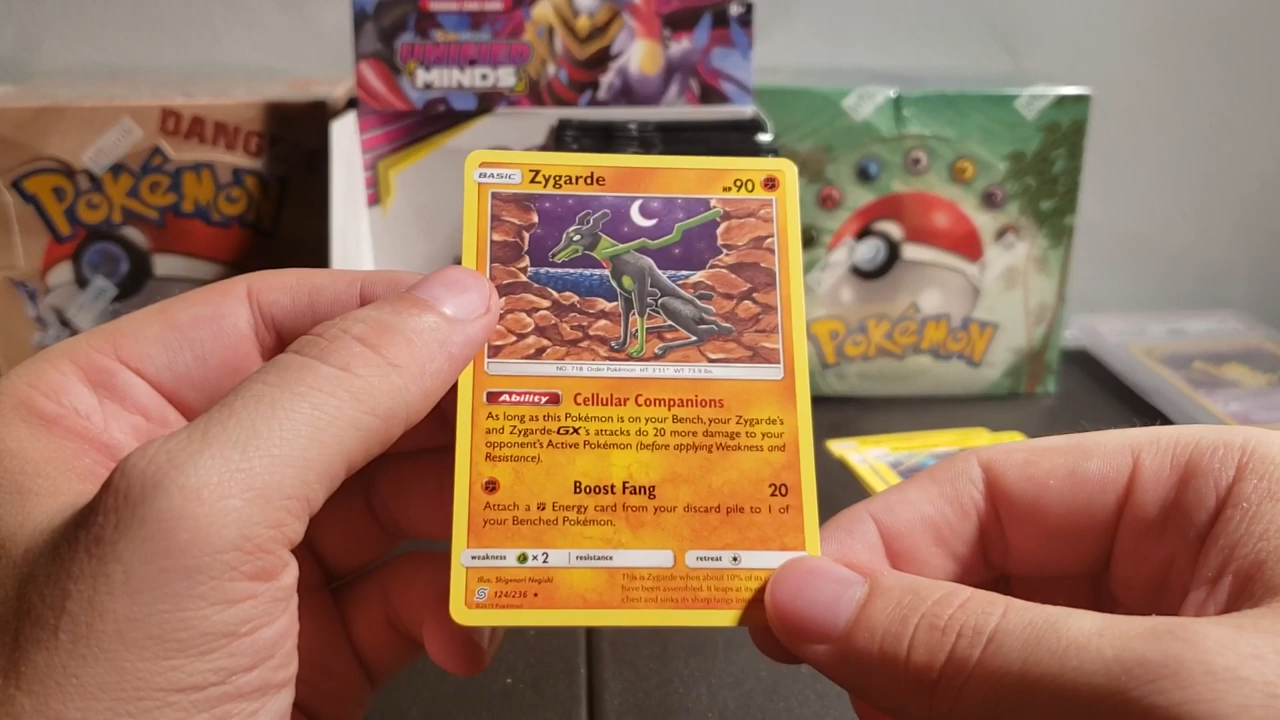 UNIFIED
MINDS
DANG
POKéMON
POKéMON
BASIC Zygarde HP 90
NO. 718 Order Pokémon HT: 3'11" WT: 73.9 lbs.
Ability Cellular Companions
As long as this Pokémon is on your Bench, your Zygarde's
and Zygarde-GX's attacks do 20 more damage to your
opponent's Active Pokémon (before applying Weakness and
Resistance).
Boost Fang 20
Attach a Energy card from your discard pile to 1 of
your Benched Pokémon.
weakness ×2 resistance retreat
Illus. Shigenori Negishi
124/236
©2019 Pokémon
This is Zygarde when about 10% of its
have been assembled. It leaps at its
chest and sinks its sharp fangs